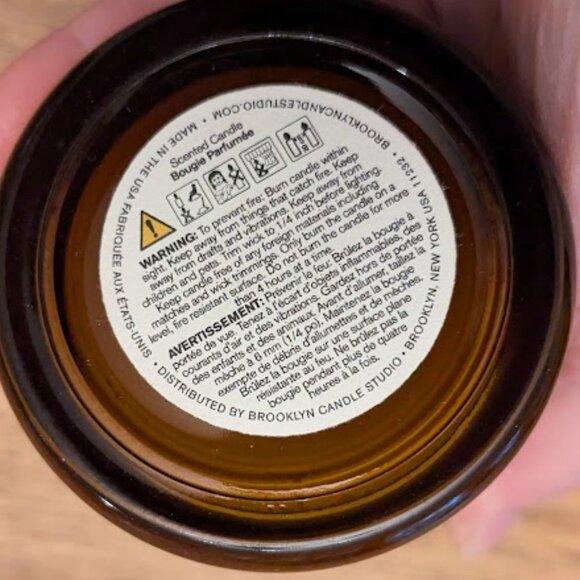 Scented Candle
Bougie Parfumée
WARNING: To prevent fire: Burn candle within
sight. Keep away from things that catch fire. Keep
away from drafts and vibrations. Keep away from
children and pets. Trim wick to 1/4 inch before lighting.
Keep candle free of any foreign materials including
matches and wick trimmings. Only burn the candle on a
level, fire resistant surface. Do not burn the candle for more
than 4 hours at a time.
AVERTISSEMENT: Prévenir le feu: Brûlez la bougie à
portée de vue. Tenez à l'écart d'objets inflammables, des
courants d'air et des vibrations. Gardez hors de portée
des enfants et des animaux. Avant d'allumer, taillez la
mèche à 6 mm (1/4 po). Maintenez la bougie
exempte de débris d'allumettes et de mèches.
Brûlez la bougie sur une surface plane
résistante au feu. Ne brûlez pas la
bougie pendant plus de quatre
heures à la fois.
• MADE IN THE USA FABRIQUÉE AUX ÉTATS-UNIS • DISTRIBUTED BY BROOKLYN CANDLE STUDIO • BROOKLYN, NEW YORK USA 11232 • BROOKLYNCANDLESTUDIO.COM